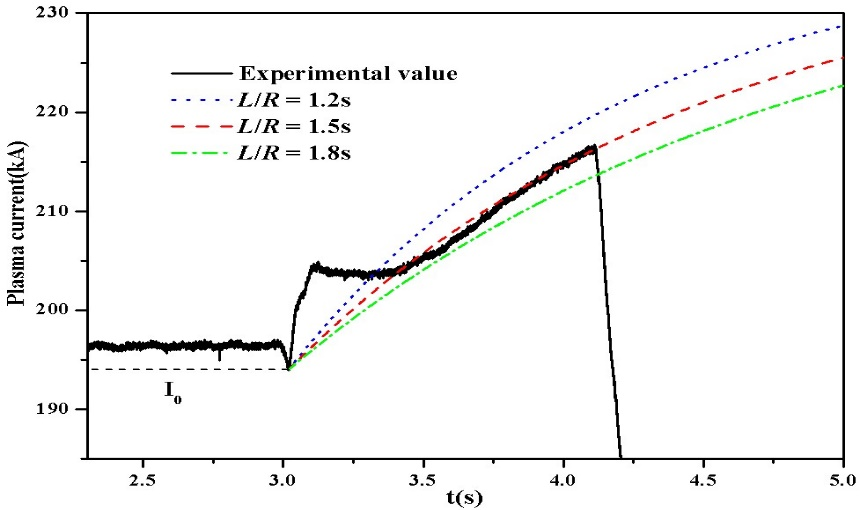 230
220
210
200
190
Plasma current(kA)
Experimental value
L/R = 1.2s
L/R = 1.5s
L/R = 1.8s
I₀
2.5 3.0 3.5 4.0 4.5 5.0
t(s)